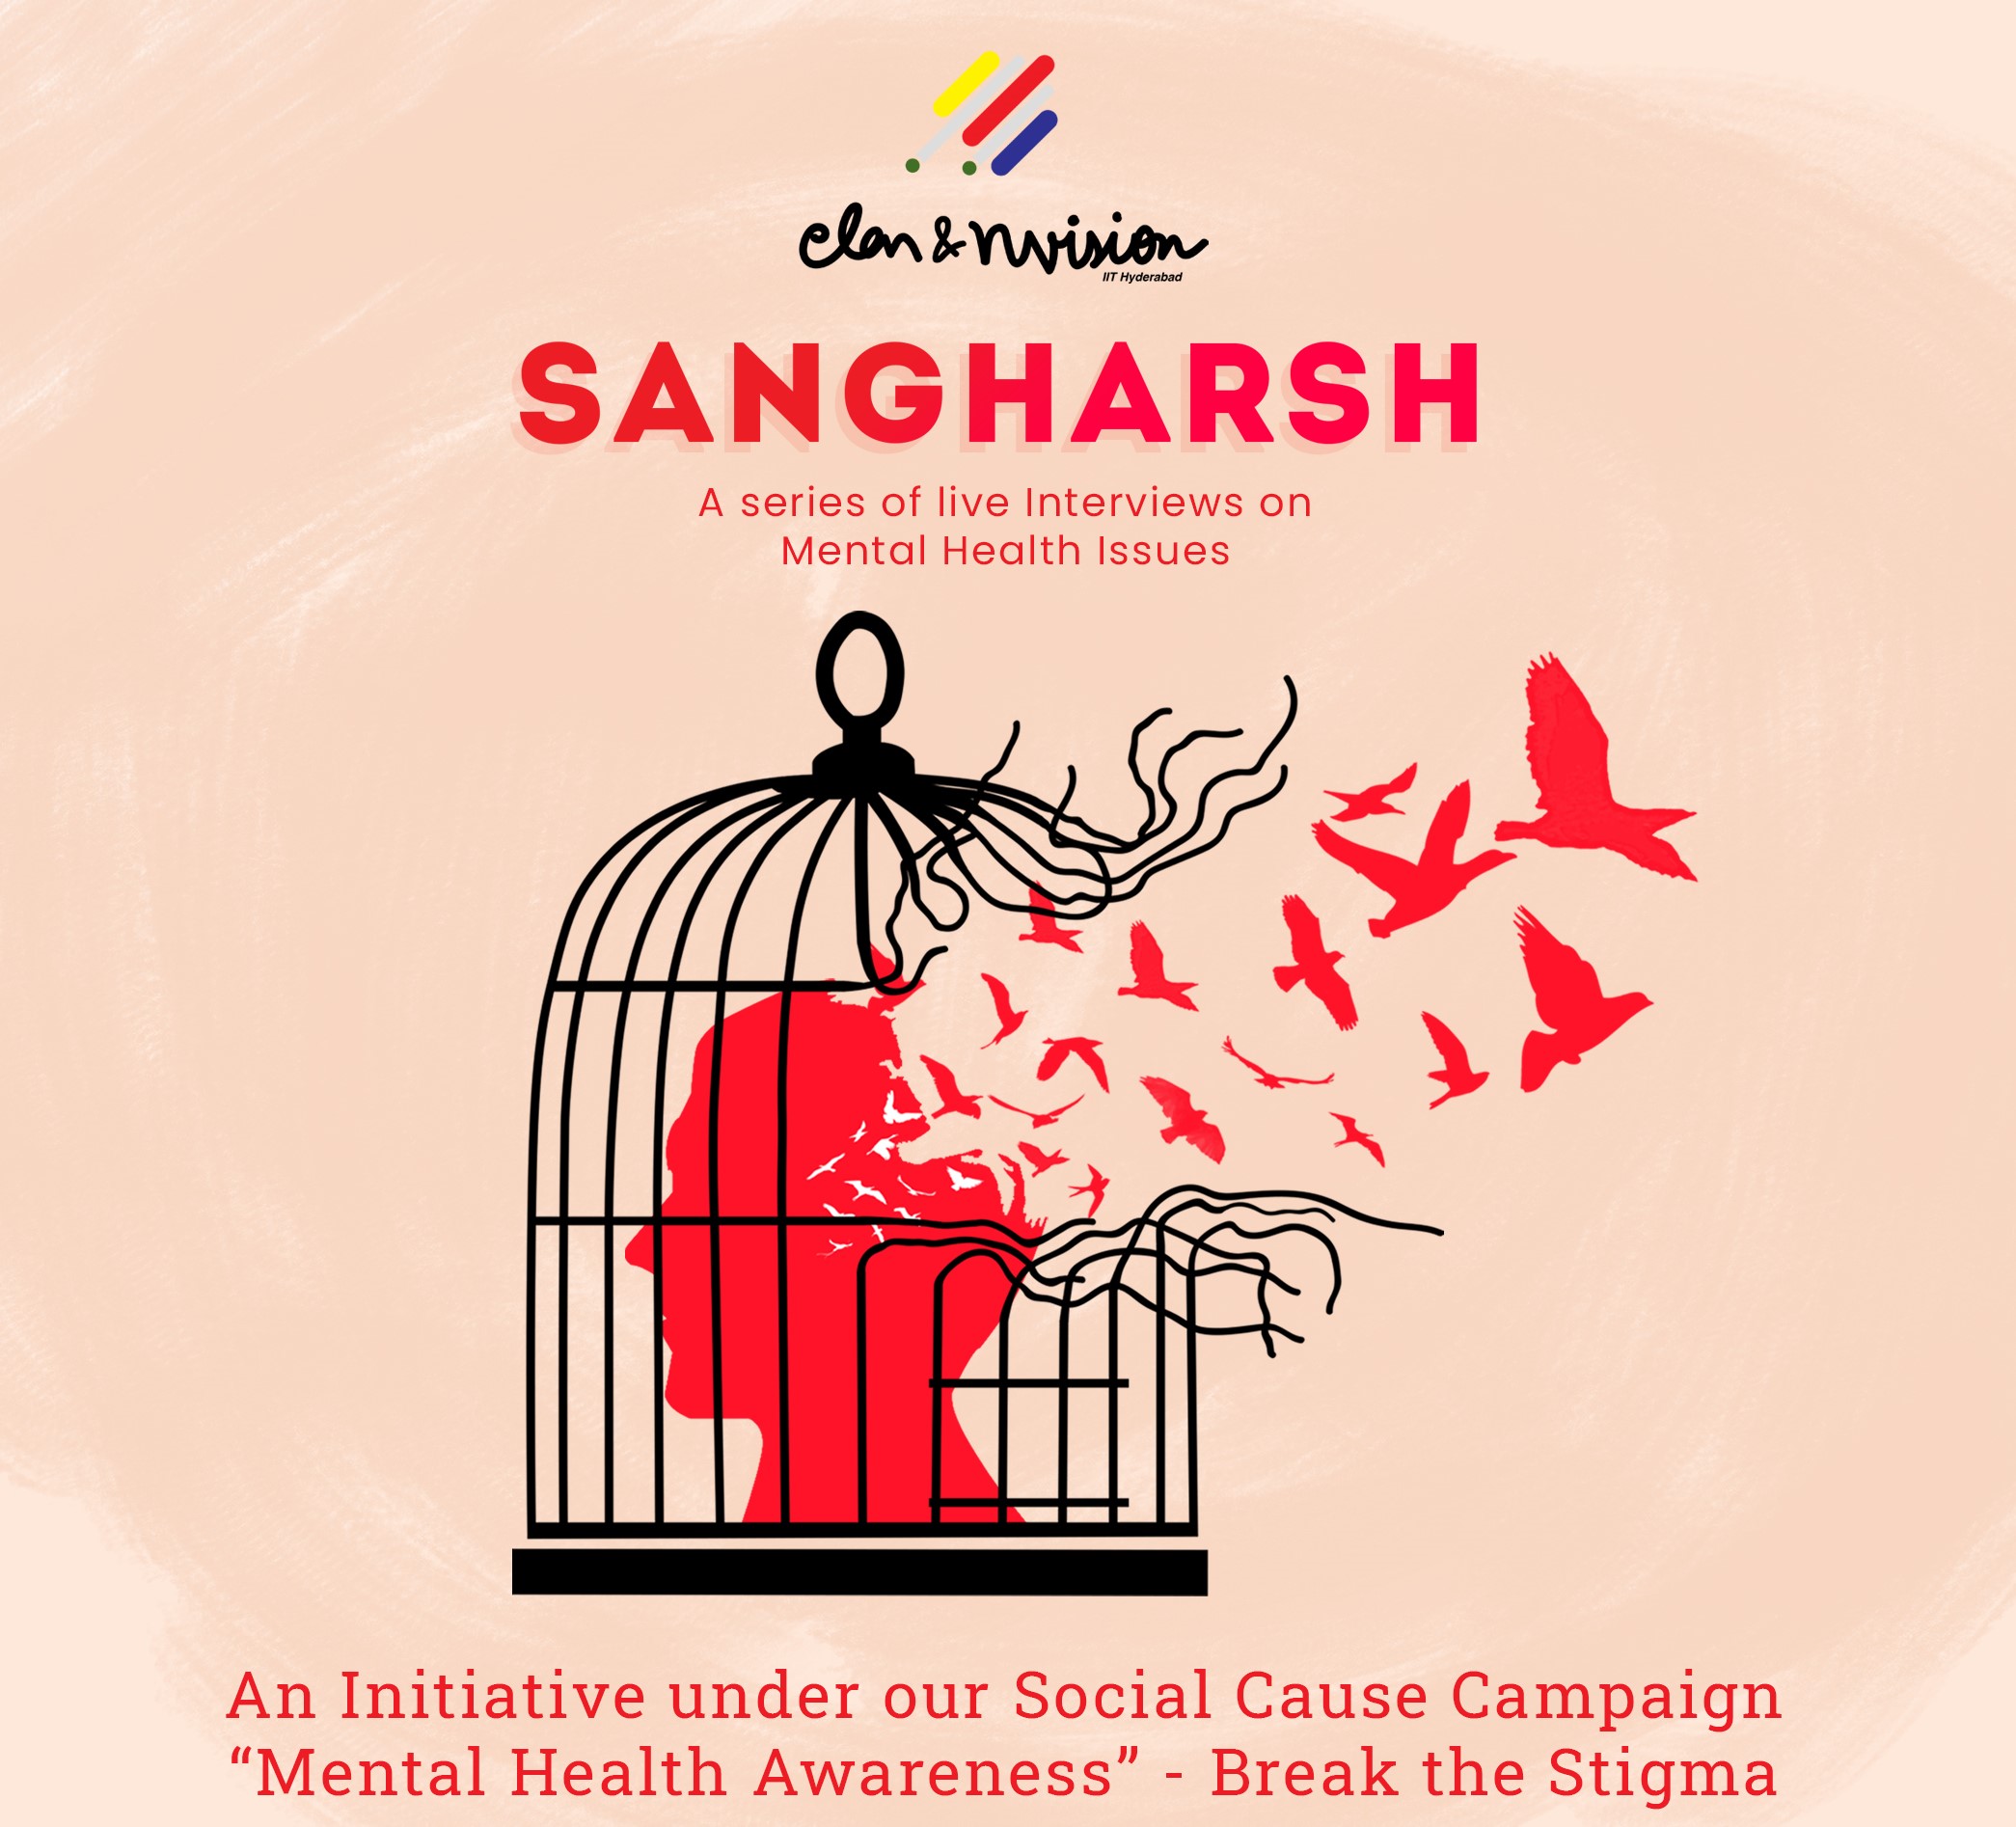 elan & nvision
IIT Hyderabad
SANGHARSH
A series of live Interviews on
Mental Health Issues
An Initiative under our Social Cause Campaign
“Mental Health Awareness” - Break the Stigma